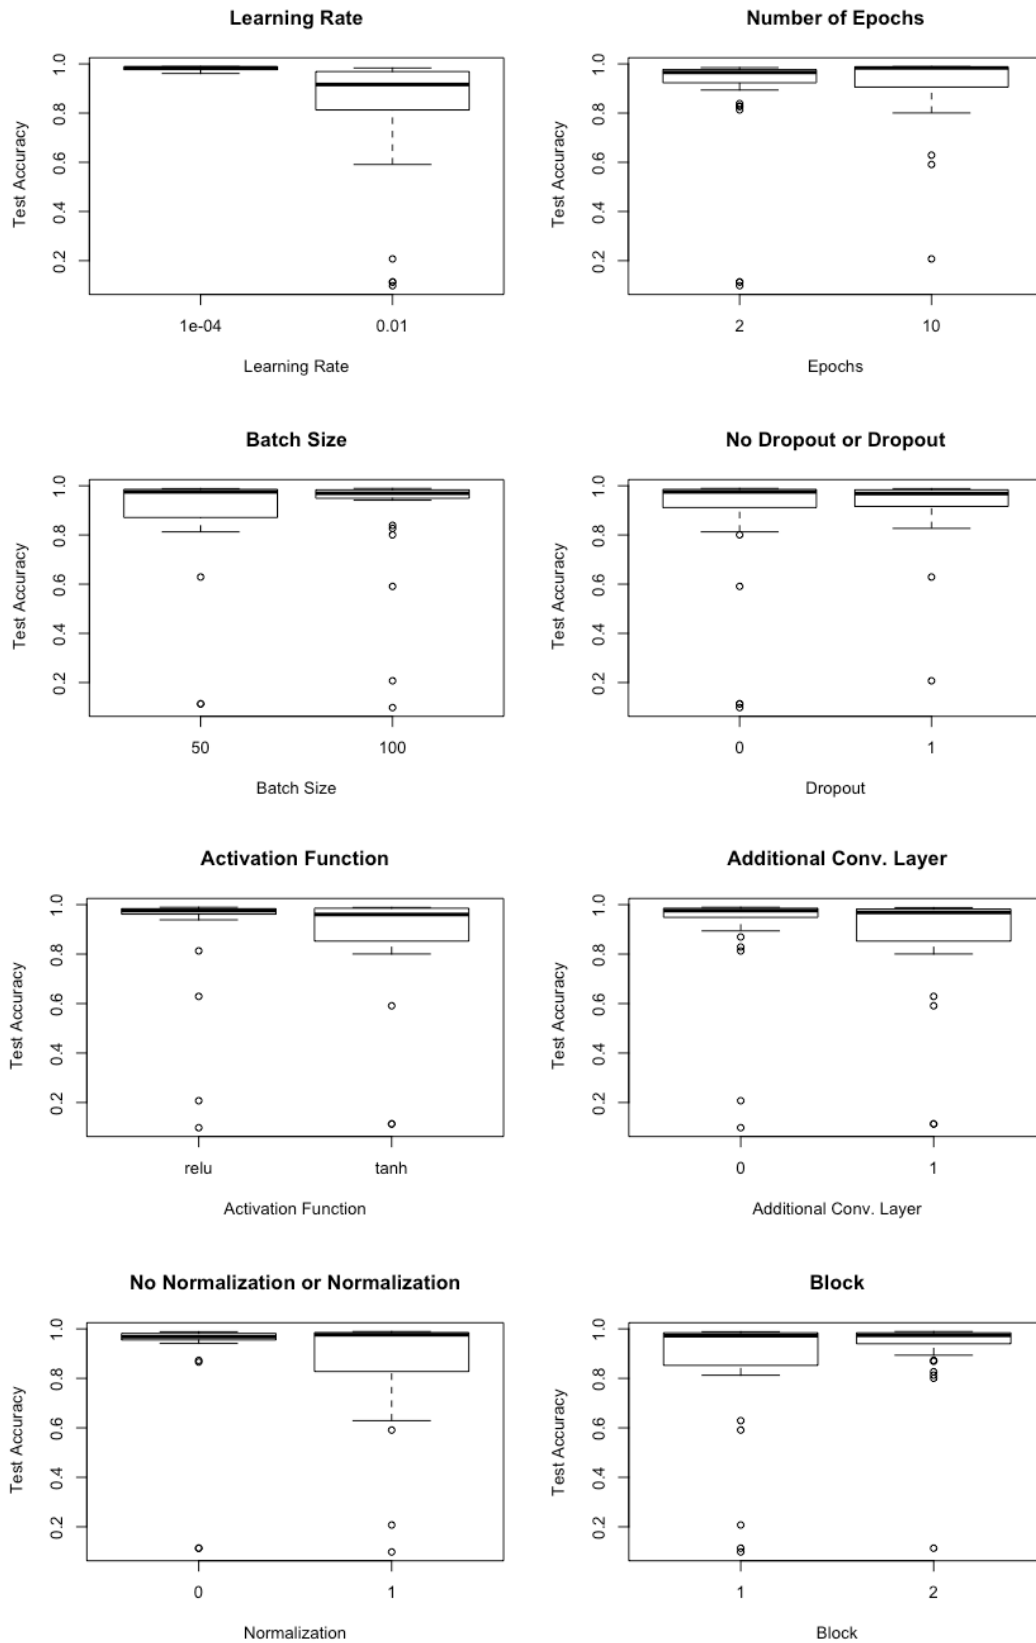 Learning Rate
Test Accuracy
1.0
0.8
0.6
0.4
0.2
1e-04 0.01
Learning Rate
Number of Epochs
Test Accuracy
1.0
0.8
0.6
0.4
0.2
2 10
Epochs
Batch Size
Test Accuracy
1.0
0.8
0.6
0.4
0.2
50 100
Batch Size
No Dropout or Dropout
Test Accuracy
1.0
0.8
0.6
0.4
0.2
0 1
Dropout
Activation Function
Test Accuracy
1.0
0.8
0.6
0.4
0.2
relu tanh
Activation Function
Additional Conv. Layer
Test Accuracy
1.0
0.8
0.6
0.4
0.2
0 1
Additional Conv. Layer
No Normalization or Normalization
Test Accuracy
1.0
0.8
0.6
0.4
0.2
0 1
Normalization
Block
Test Accuracy
1.0
0.8
0.6
0.4
0.2
1 2
Block